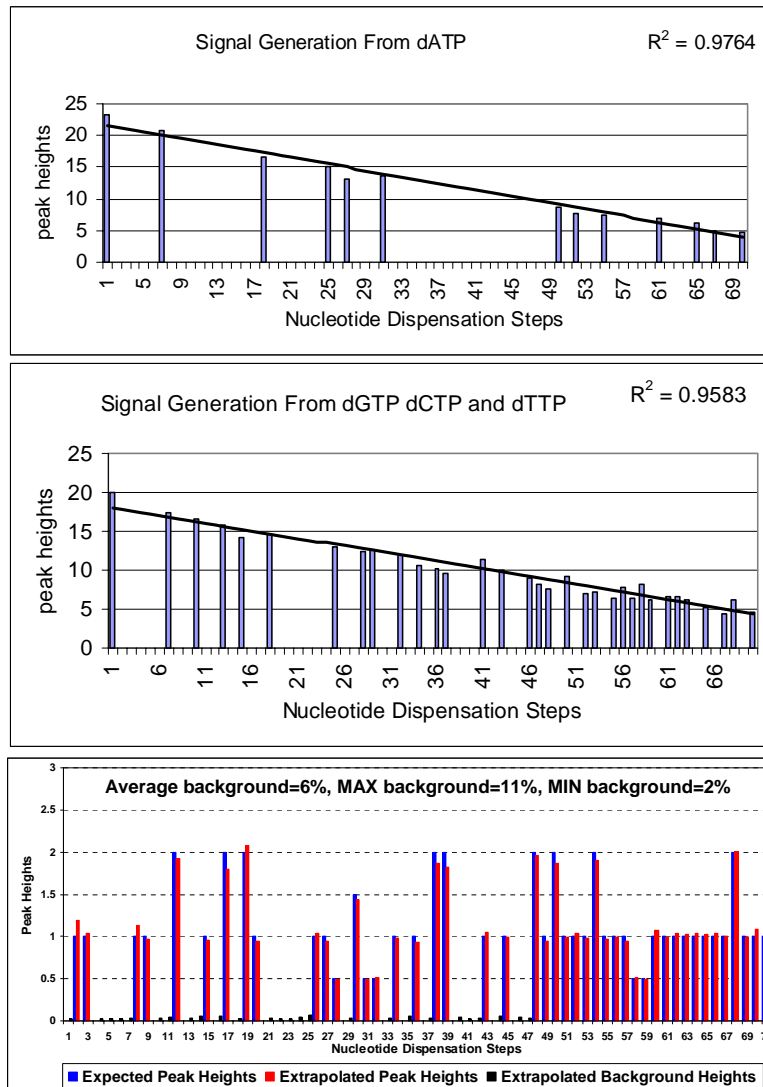 Signal Generation From dATP
R² = 0.9764
25
20
15
10
5
0
peak heights
1 5 9 13 17 21 25 29 33 37 41 45 49 53 57 61 65 69
Nucleotide Dispensation Steps
Signal Generation From dGTP dCTP and dTTP
R² = 0.9583
25
20
15
10
5
0
peak heights
1 6 11 16 21 26 31 36 41 46 51 56 61 66
Nucleotide Dispensation Steps
Average background=6%, MAX background=11%, MIN background=2%
3
2.5
2
1.5
1
0.5
0
Peak Heights
1 3 5 7 9 11 13 15 17 19 21 23 25 27 29 31 33 35 37 39 41 43 45 47 49 51 53 55 57 59 61 63 65 67 69 7
Nucleotide Dispensation Steps
Expected Peak Heights Extrapolated Peak Heights Extrapolated Background Heights